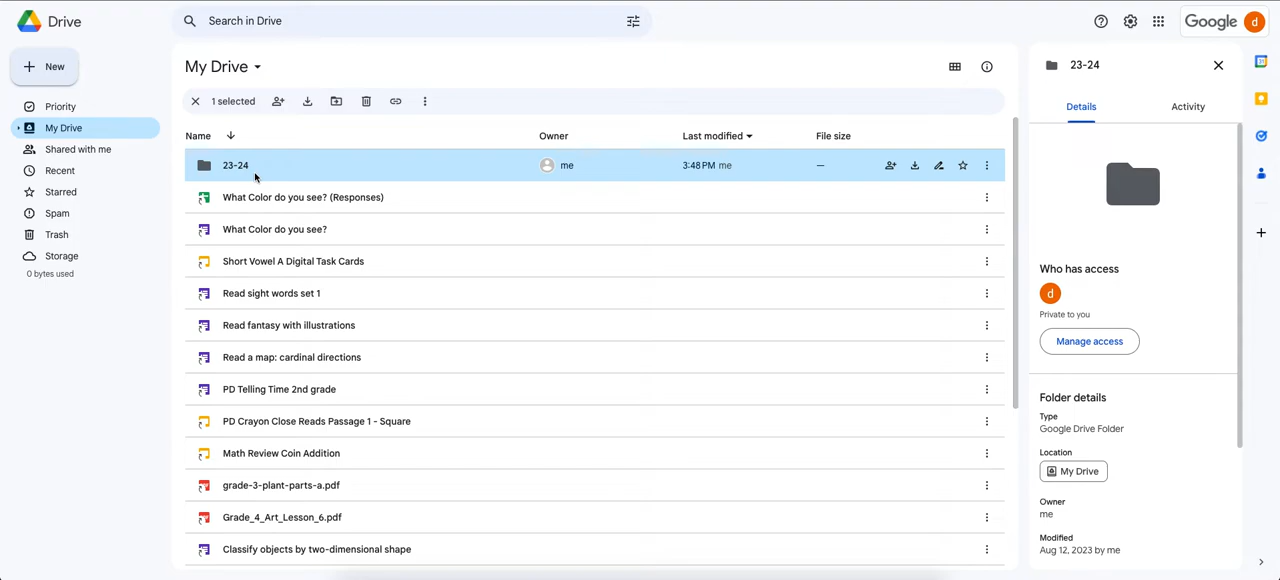 Drive
Search in Drive
Google d
New
My Drive
23-24
1 selected
Details
Activity
Priority
My Drive
Shared with me
Recent
Starred
Spam
Trash
Storage
0 bytes used
Name Owner Last modified File size
23-24 me 3:48 PM me —
What Color do you see? (Responses)
What Color do you see?
Short Vowel A Digital Task Cards
Read sight words set 1
Read fantasy with illustrations
Read a map: cardinal directions
PD Telling Time 2nd grade
PD Crayon Close Reads Passage 1 - Square
Math Review Coin Addition
grade-3-plant-parts-a.pdf
Grade_4_Art_Lesson_6.pdf
Classify objects by two-dimensional shape
Who has access
d
Private to you
Manage access
Folder details
Type
Google Drive Folder
Location
My Drive
Owner
me
Modified
Aug 12, 2023 by me